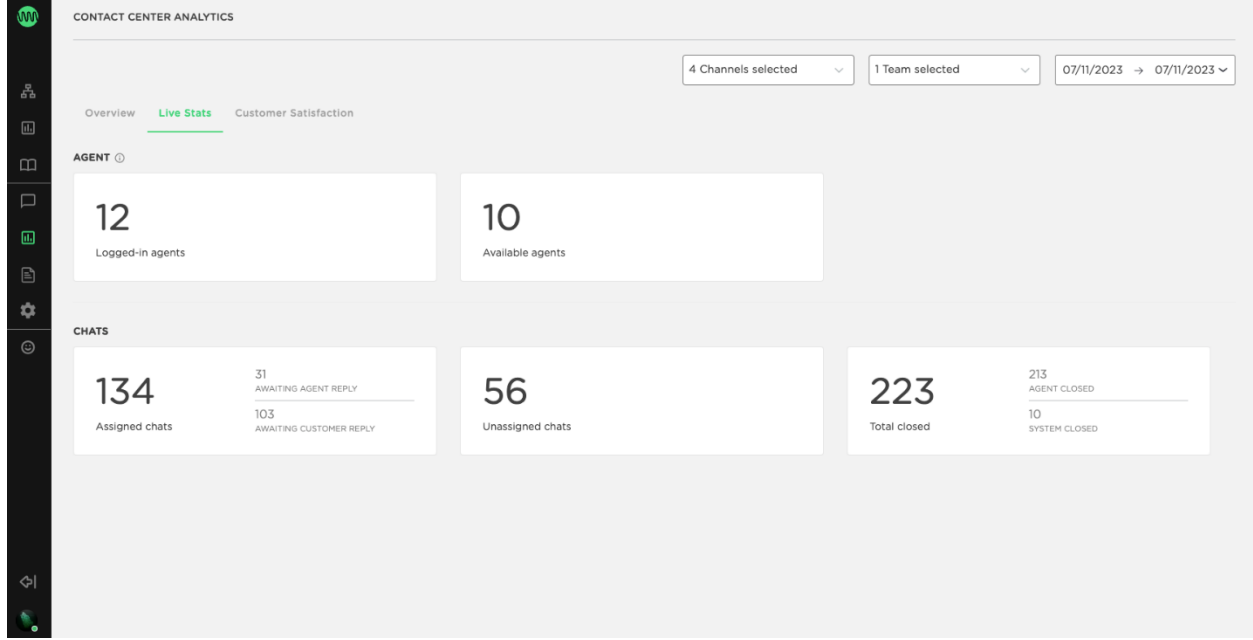 CONTACT CENTER ANALYTICS
4 Channels selected
1 Team selected
07/11/2023 → 07/11/2023
Overview
Live Stats
Customer Satisfaction
AGENT
12
Logged-in agents
10
Available agents
CHATS
134
Assigned chats
31
AWAITING AGENT REPLY
103
AWAITING CUSTOMER REPLY
56
Unassigned chats
223
Total closed
213
AGENT CLOSED
10
SYSTEM CLOSED